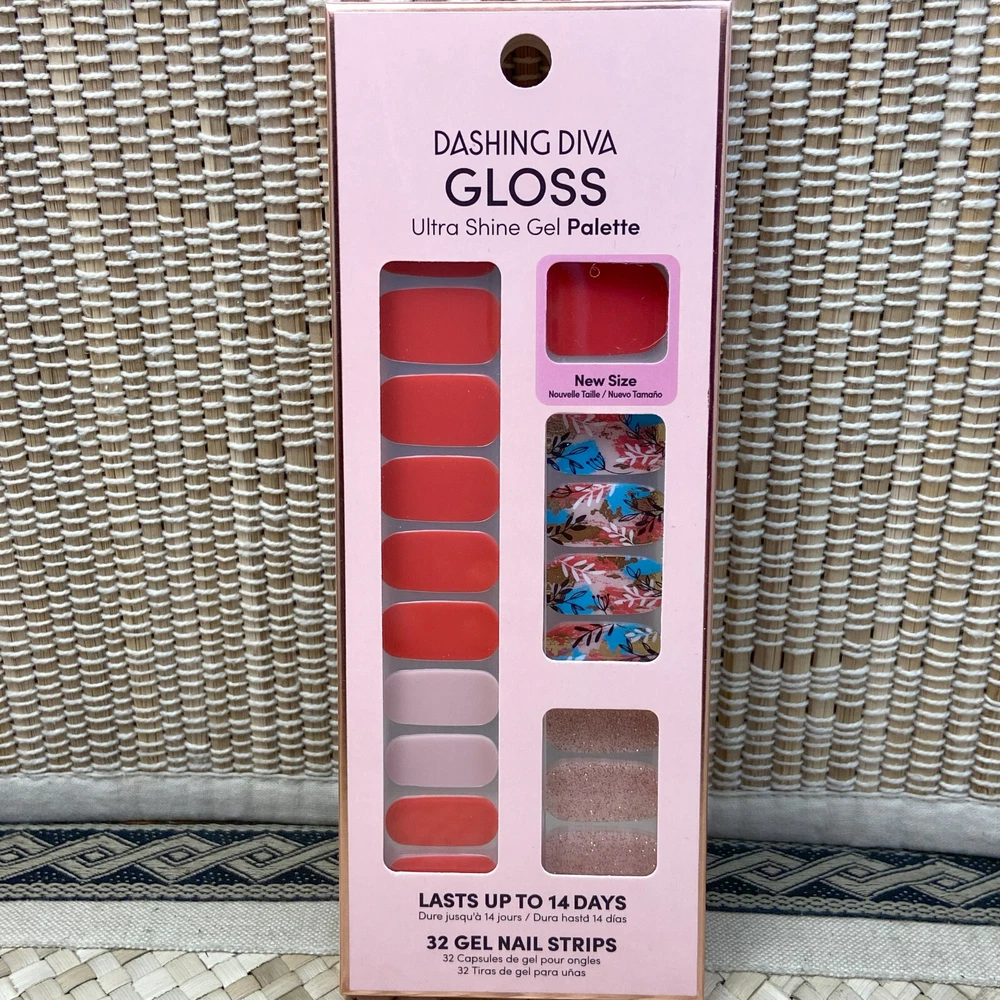 DASHING DIVA
GLOSS
Ultra Shine Gel Palette
New Size
Nouvelle Taille / Nuevo Tamaño
LASTS UP TO 14 DAYS
Dure jusqu'à 14 jours / Dura hastd 14 días
32 GEL NAIL STRIPS
32 Capsules de gel pour ongles
32 Tiras de gel para uñas